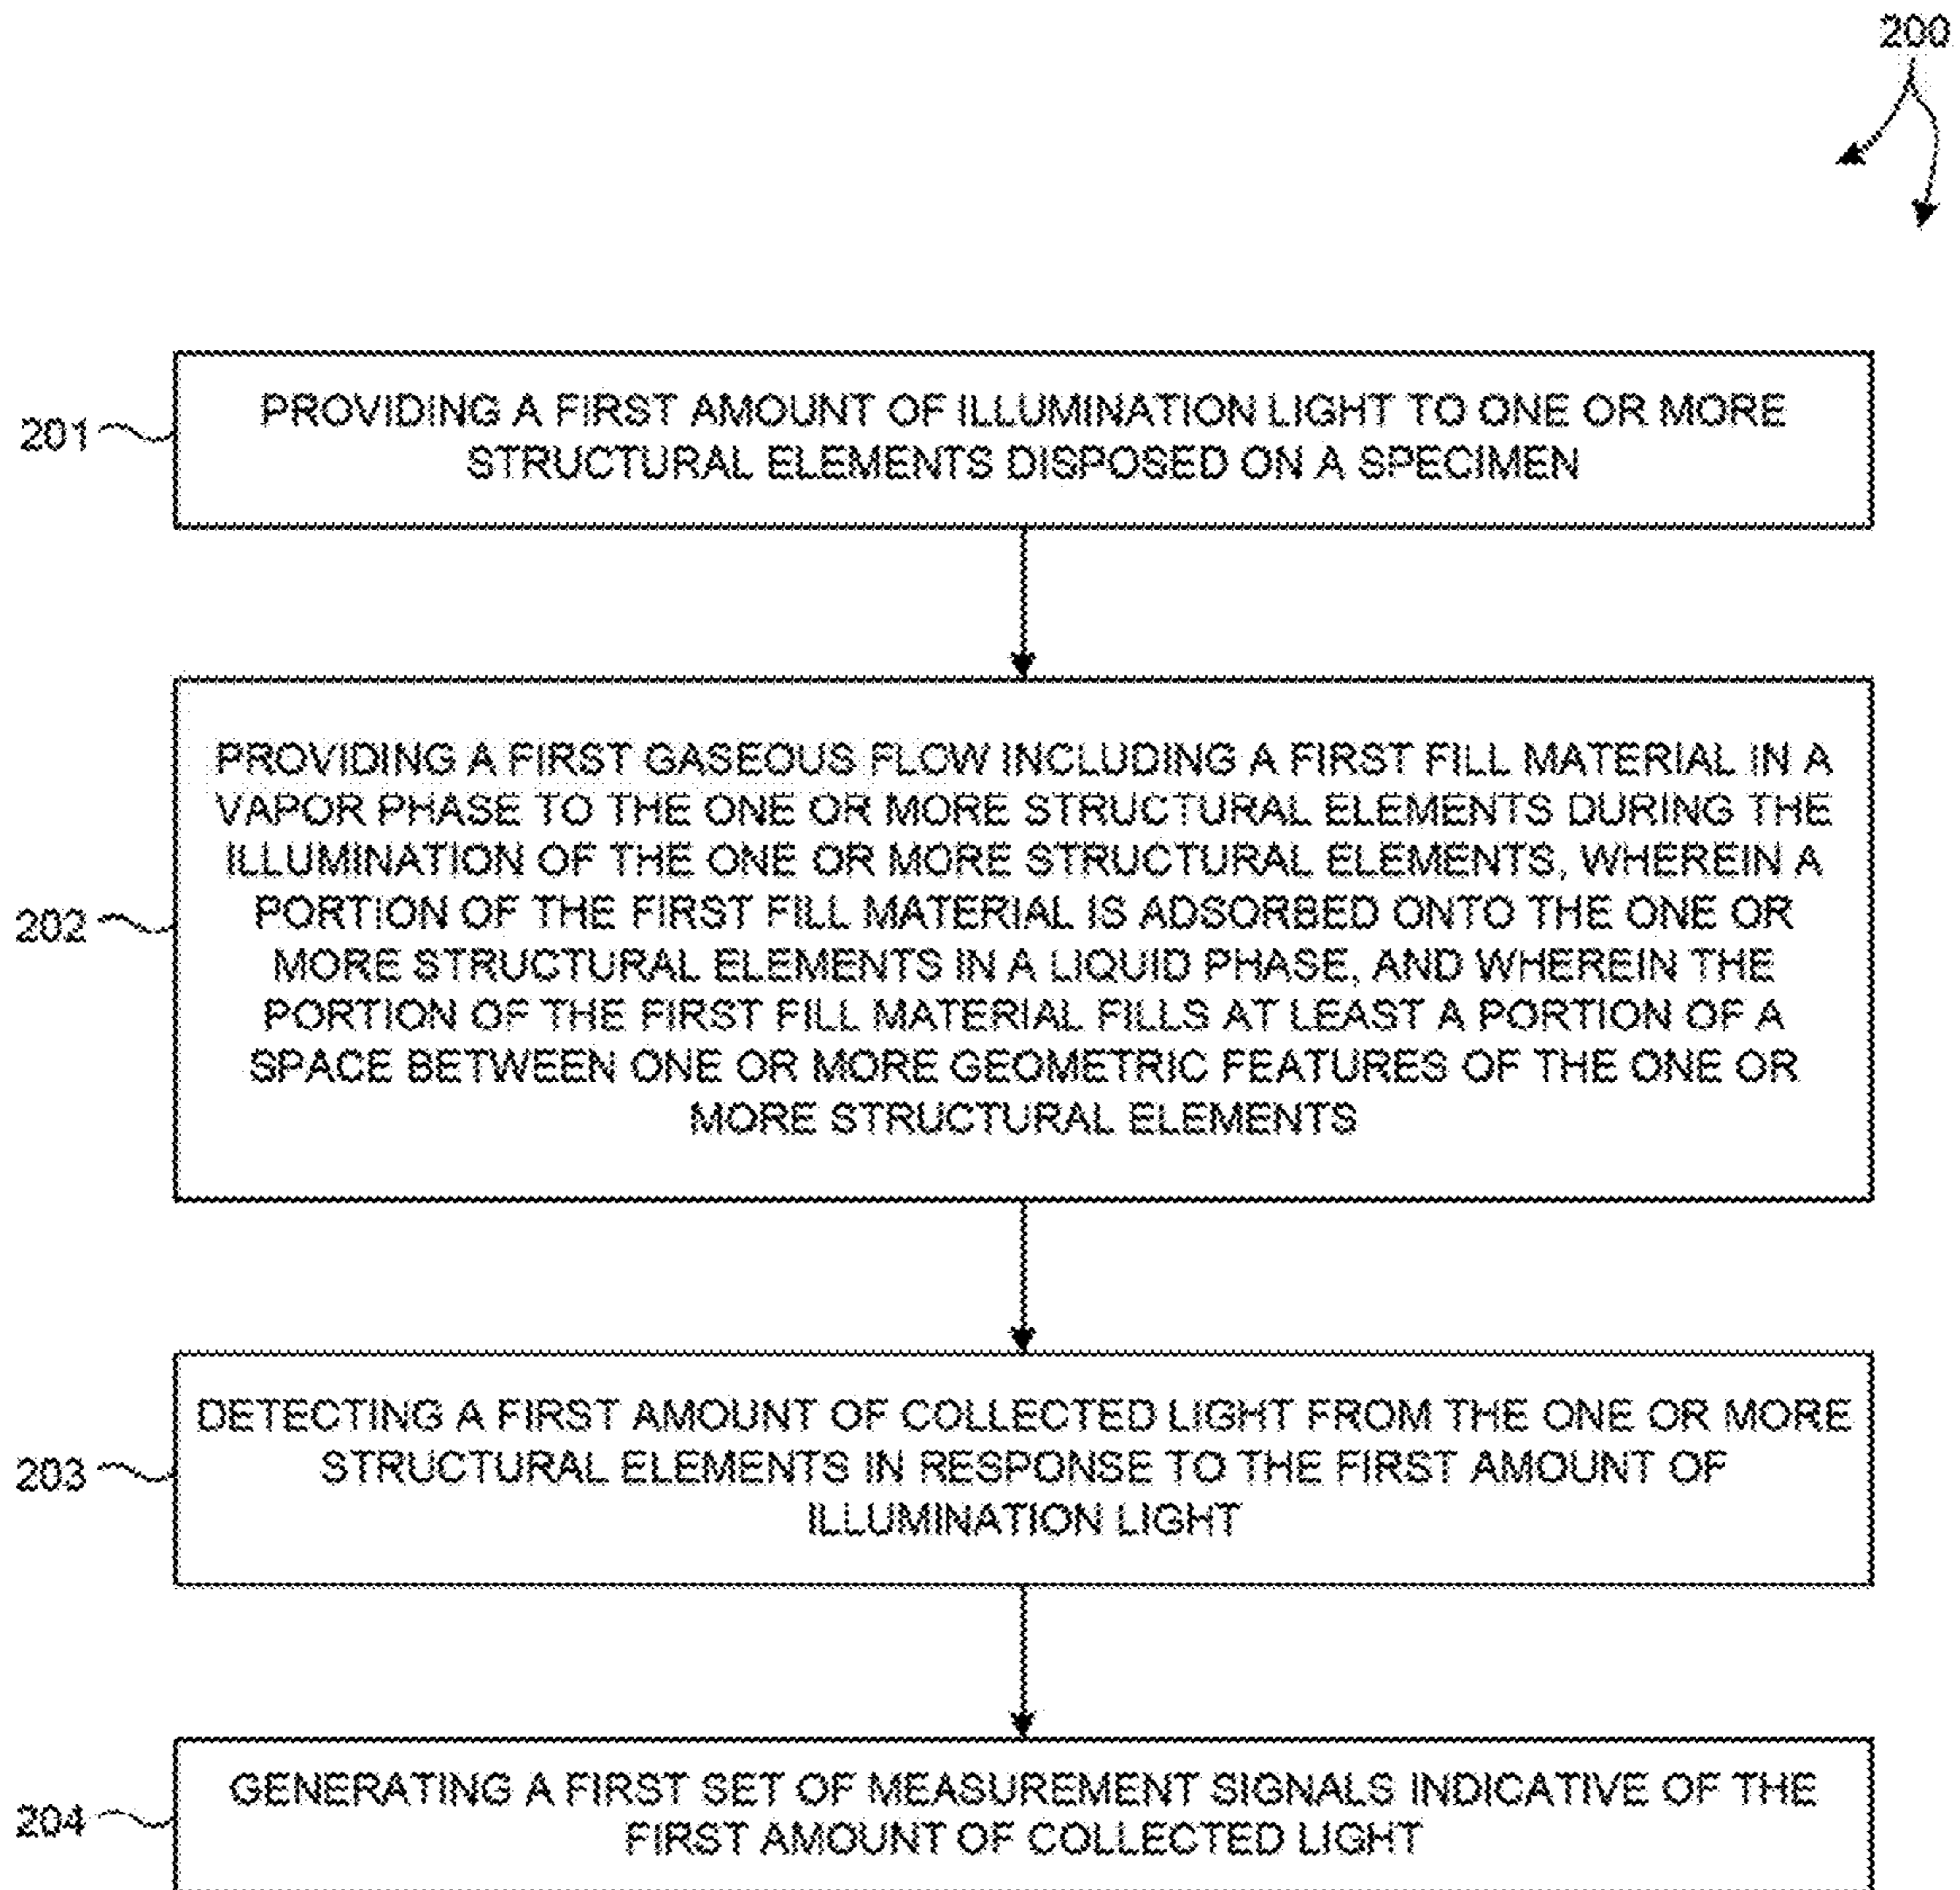 200
201
PROVIDING A FIRST AMOUNT OF ILLUMINATION LIGHT TO ONE OR MORE
STRUCTURAL ELEMENTS DISPOSED ON A SPECIMEN
202
PROVIDING A FIRST GASEOUS FLOW INCLUDING A FIRST FILL MATERIAL IN A
VAPOR PHASE TO THE ONE OR MORE STRUCTURAL ELEMENTS DURING THE
ILLUMINATION OF THE ONE OR MORE STRUCTURAL ELEMENTS, WHEREIN A
PORTION OF THE FIRST FILL MATERIAL IS ADSORBED ONTO THE ONE OR
MORE STRUCTURAL ELEMENTS IN A LIQUID PHASE, AND WHEREIN THE
PORTION OF THE FIRST FILL MATERIAL FILLS AT LEAST A PORTION OF A
SPACE BETWEEN ONE OR MORE GEOMETRIC FEATURES OF THE ONE OR
MORE STRUCTURAL ELEMENTS
203
DETECTING A FIRST AMOUNT OF COLLECTED LIGHT FROM THE ONE OR MORE
STRUCTURAL ELEMENTS IN RESPONSE TO THE FIRST AMOUNT OF
ILLUMINATION LIGHT
204
GENERATING A FIRST SET OF MEASUREMENT SIGNALS INDICATIVE OF THE
FIRST AMOUNT OF COLLECTED LIGHT